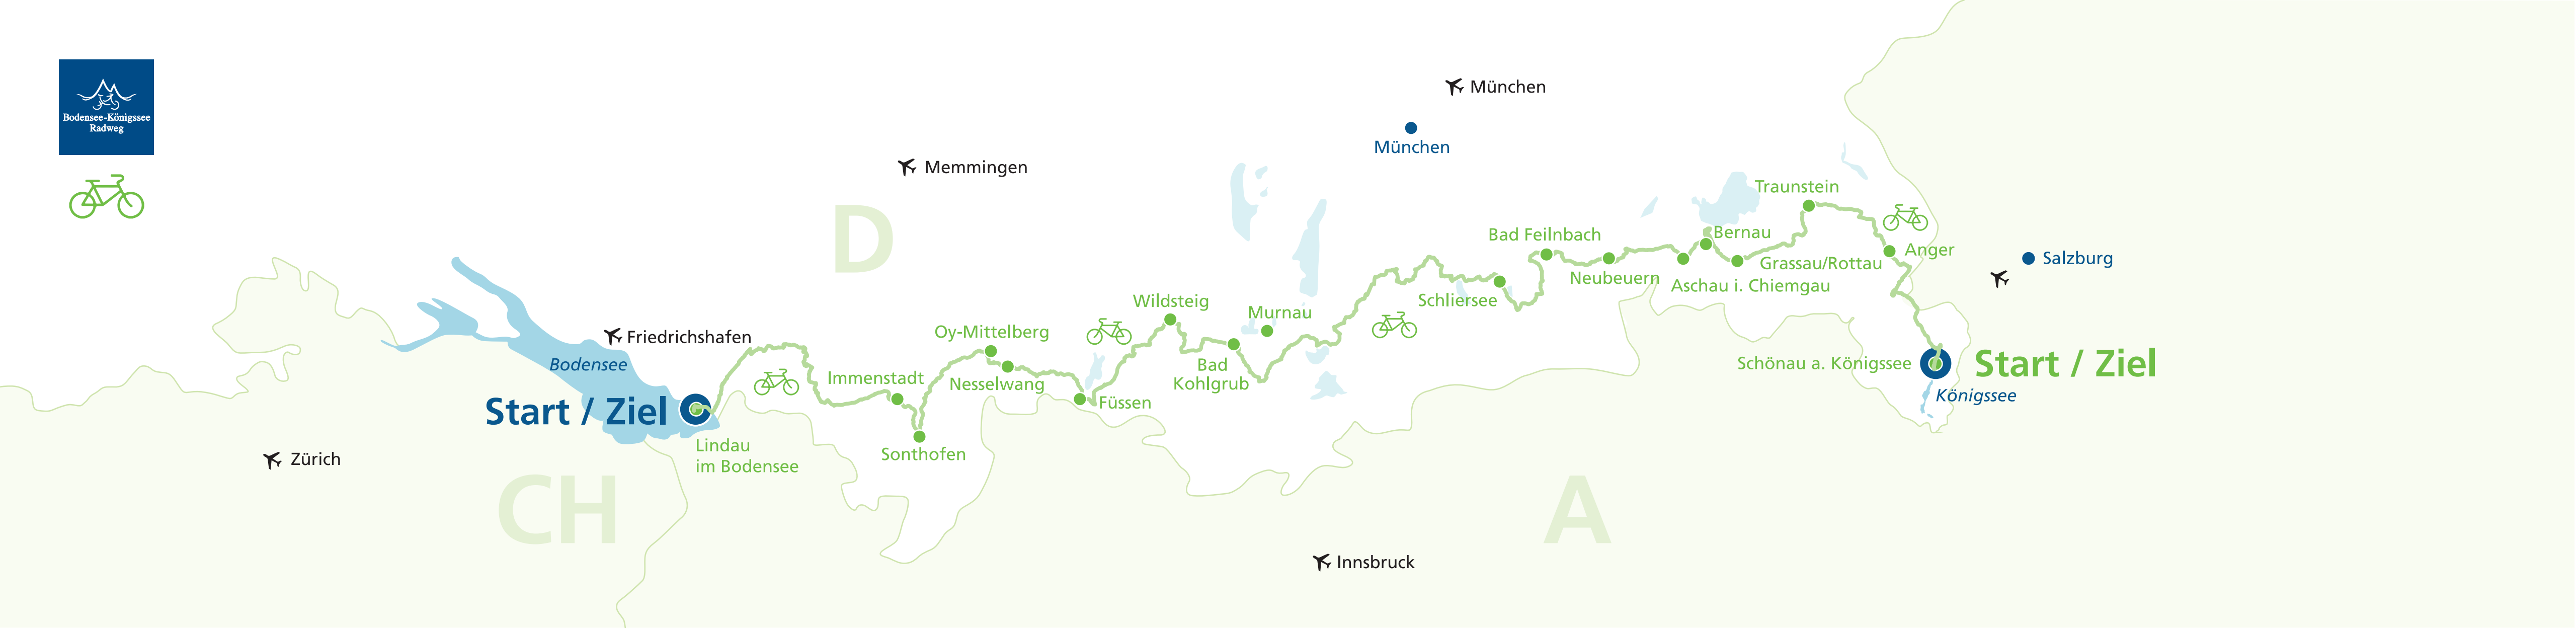 Bodensee-Königssee
Radweg
München
München
Memmingen
D
Traunstein
Bad Feilnbach
Bernau
Anger
Salzburg
Grassau/Rottau
Neubeuern
Aschau i. Chiemgau
Schliersee
Wildsteig
Murnau
Oy-Mittelberg
Friedrichshafen
Bodensee
Bad
Kohlgrub
Schönau a. Königssee
Start / Ziel
Königssee
Immenstadt
Nesselwang
Füssen
Start / Ziel
Lindau
im Bodensee
Sonthofen
Zürich
CH
A
Innsbruck